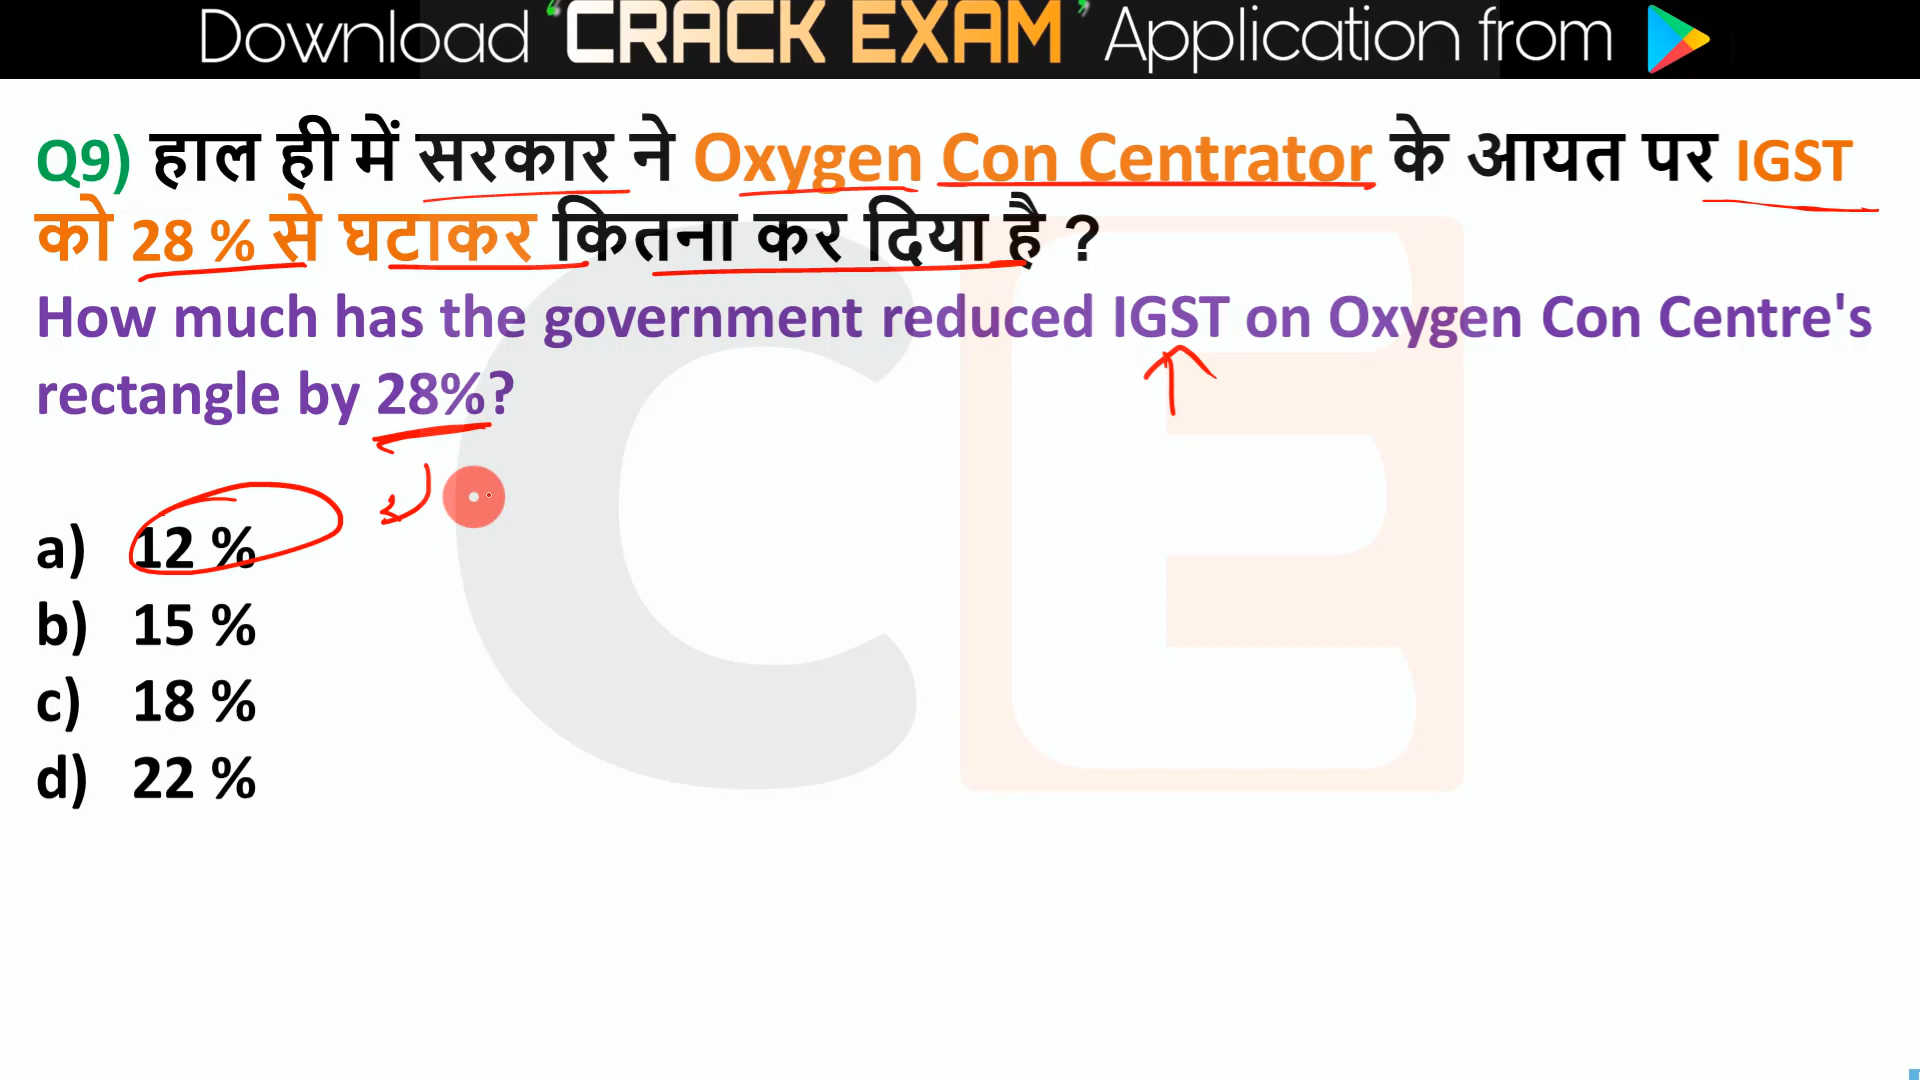 Download ‘CRACK EXAM’ Application from
Q9) हाल ही में सरकार ने Oxygen Con Centrator के आयत पर IGST
को 28 % से घटाकर कितना कर दिया है ?
How much has the government reduced IGST on Oxygen Con Centre's
rectangle by 28%?
a) 12 %
b) 15 %
c) 18 %
d) 22 %
CE